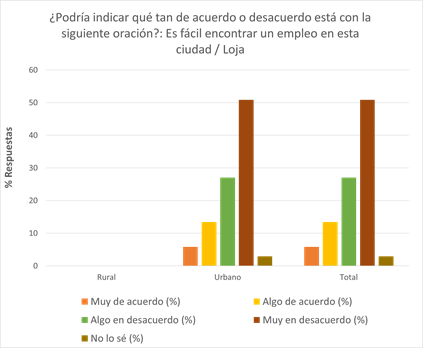 ¿Podría indicar qué tan de acuerdo o desacuerdo está con la
siguiente oración?: Es fácil encontrar un empleo en esta
ciudad / Loja
60
50
40
30
20
10
0
% Respuestas
Rural
Urbano
Total
Muy de acuerdo (%)
Algo de acuerdo (%)
Algo en desacuerdo (%)
Muy en desacuerdo (%)
No lo sé (%)